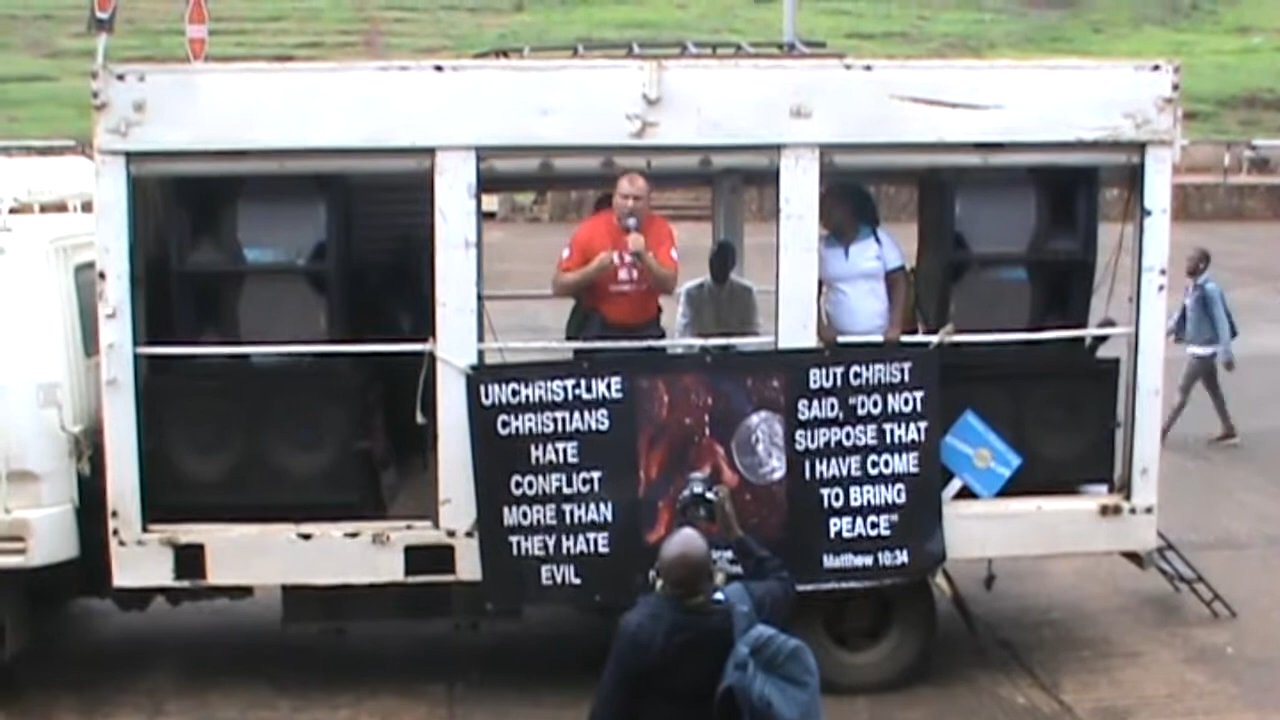 UNCHRIST-LIKE
CHRISTIANS
HATE
CONFLICT
MORE THAN
THEY HATE
EVIL
BUT CHRIST
SAID, “DO NOT
SUPPOSE THAT
I HAVE COME
TO BRING
PEACE”
Matthew 10:34